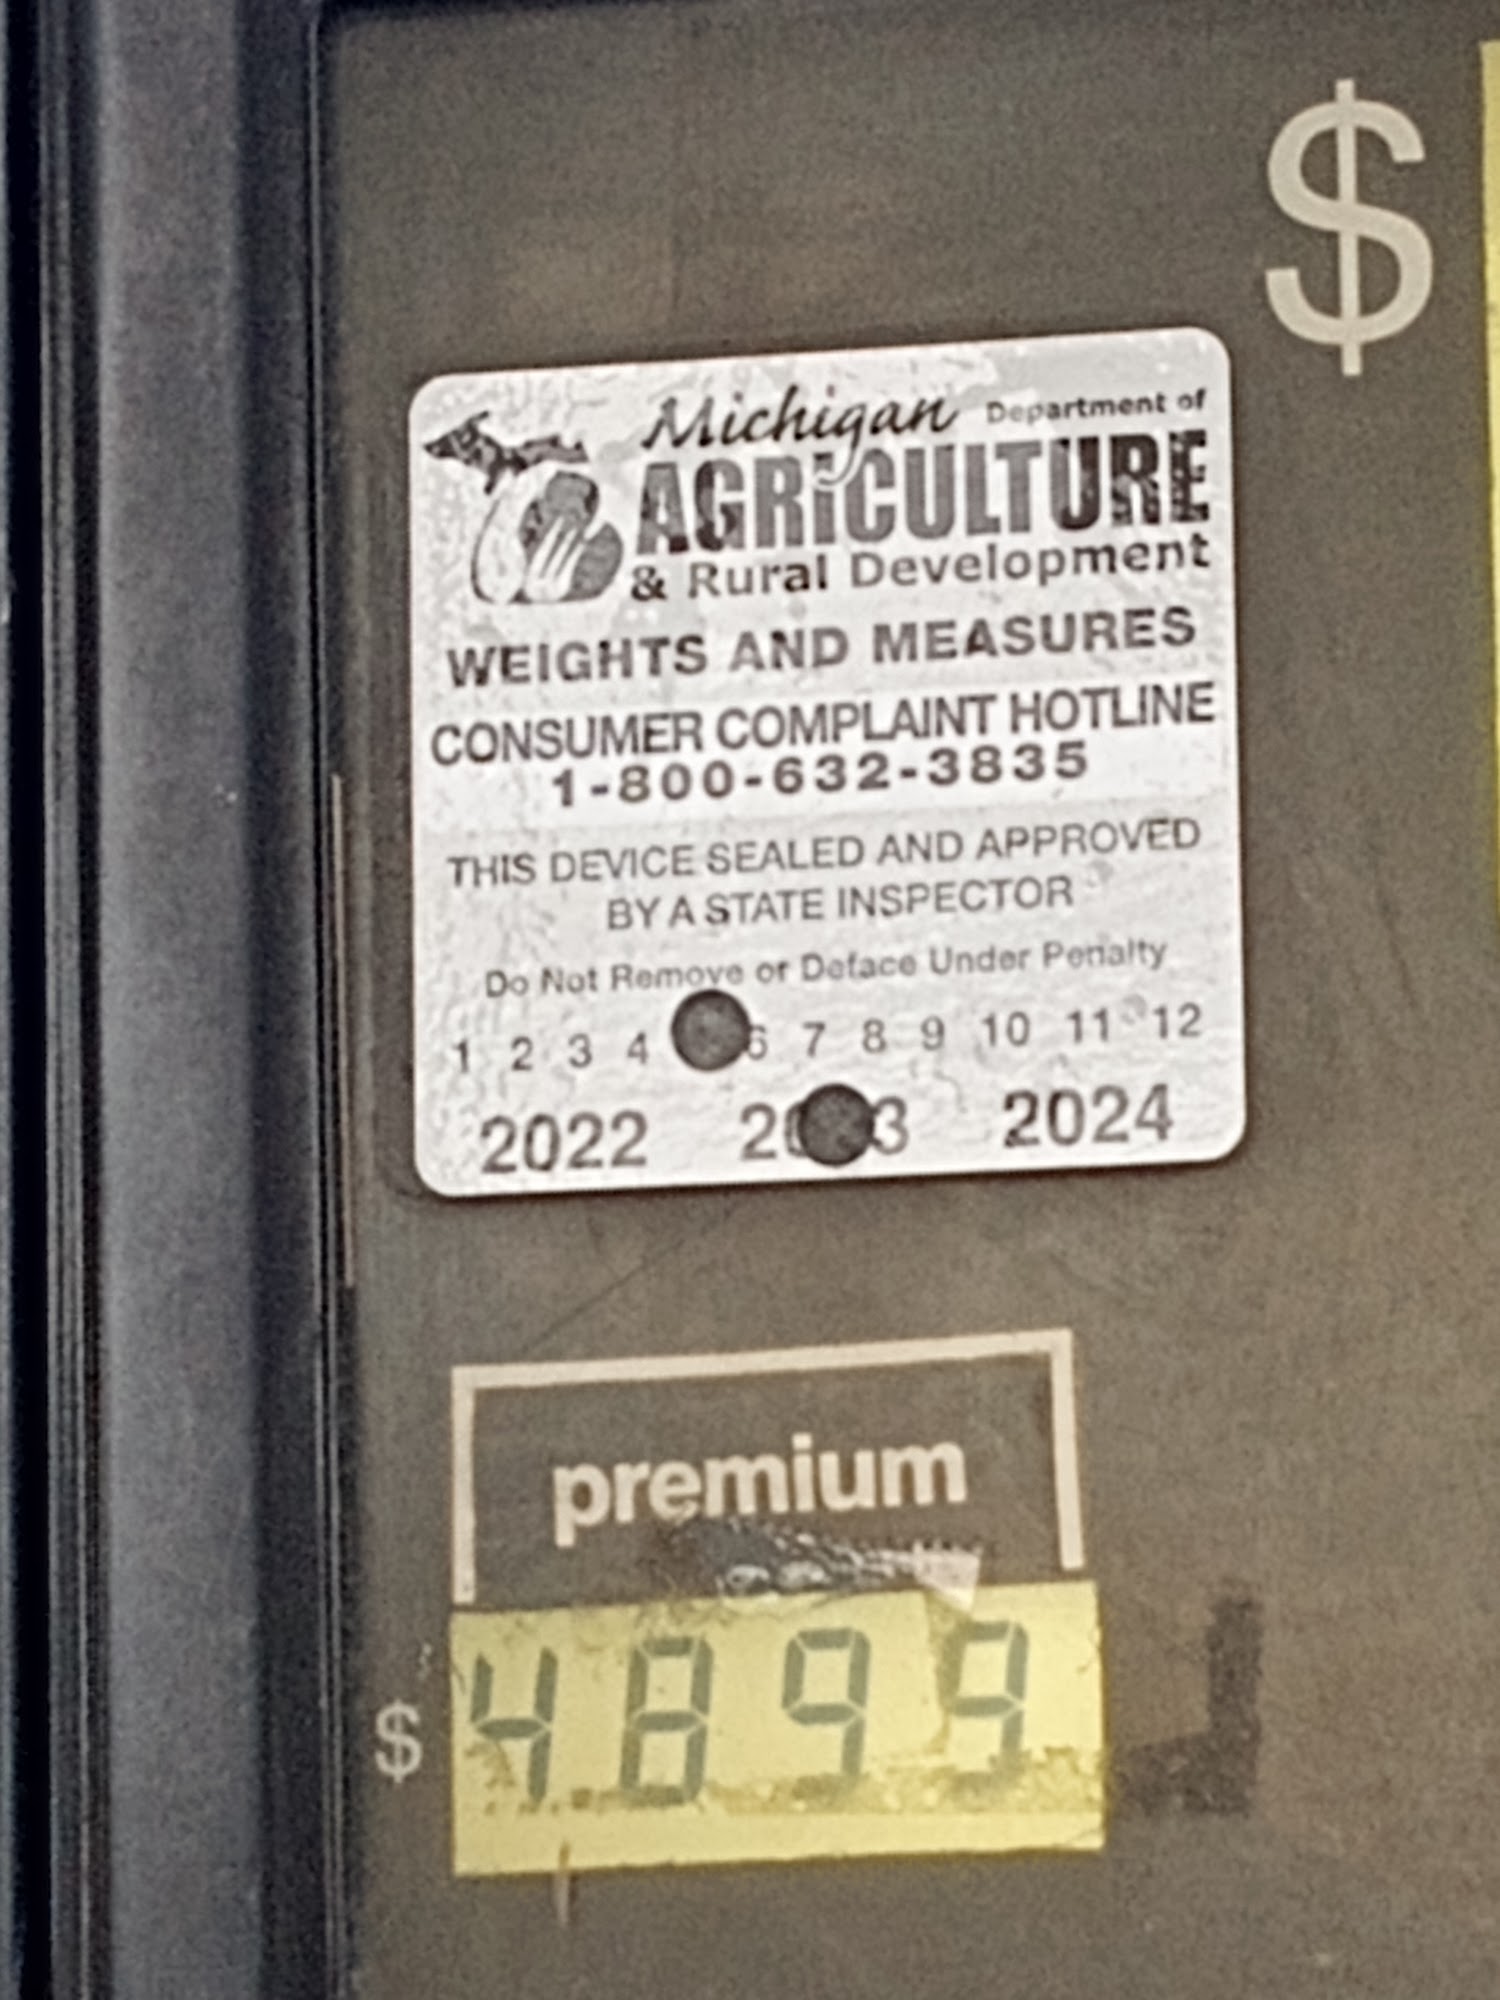 $
Michigan Department of
AGRICULTURE
& Rural Development
WEIGHTS AND MEASURES
CONSUMER COMPLAINT HOTLINE
1-800-632-3835
THIS DEVICE SEALED AND APPROVED
BY A STATE INSPECTOR
Do Not Remove or Deface Under Penalty
1 2 3 4 6 7 8 9 10 11 12
2022 2023 2024
premium
$ 4899